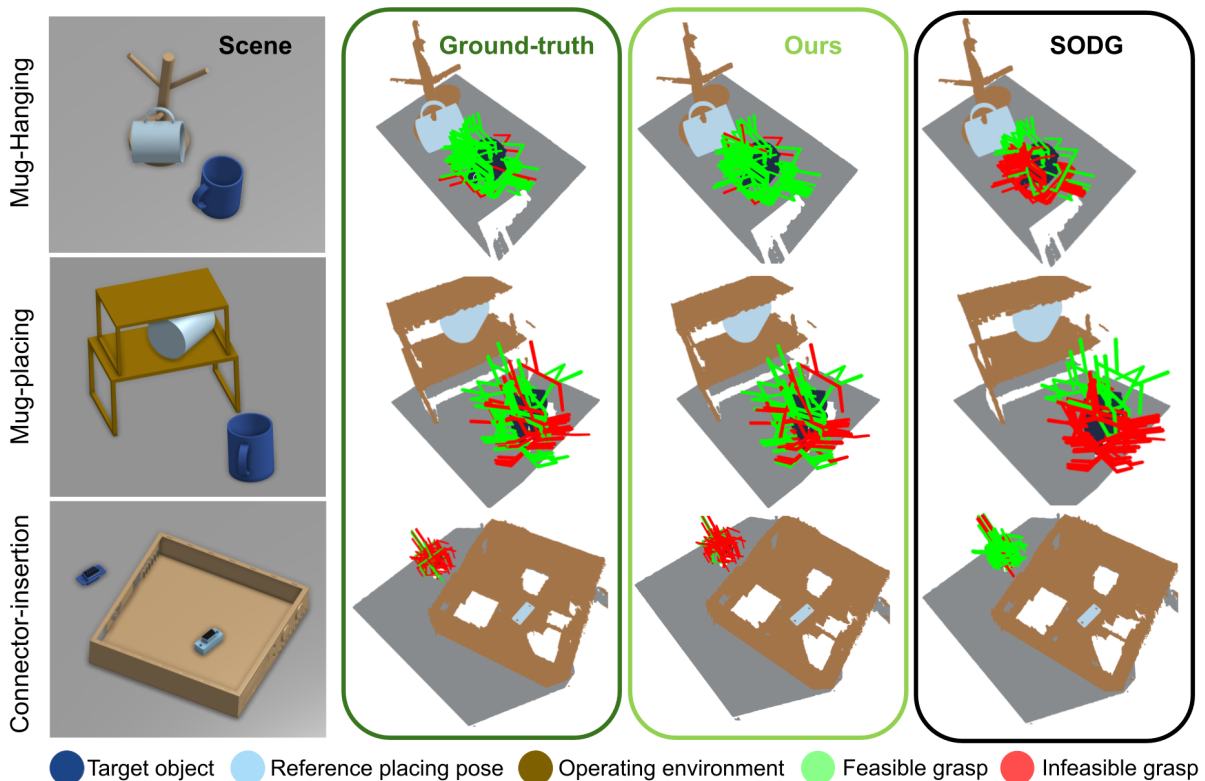 Scene
Ground-truth
Ours
SODG
Mug-Hanging
Mug-placing
Connector-insertion
Target object
Reference placing pose
Operating environment
Feasible grasp
Infeasible grasp